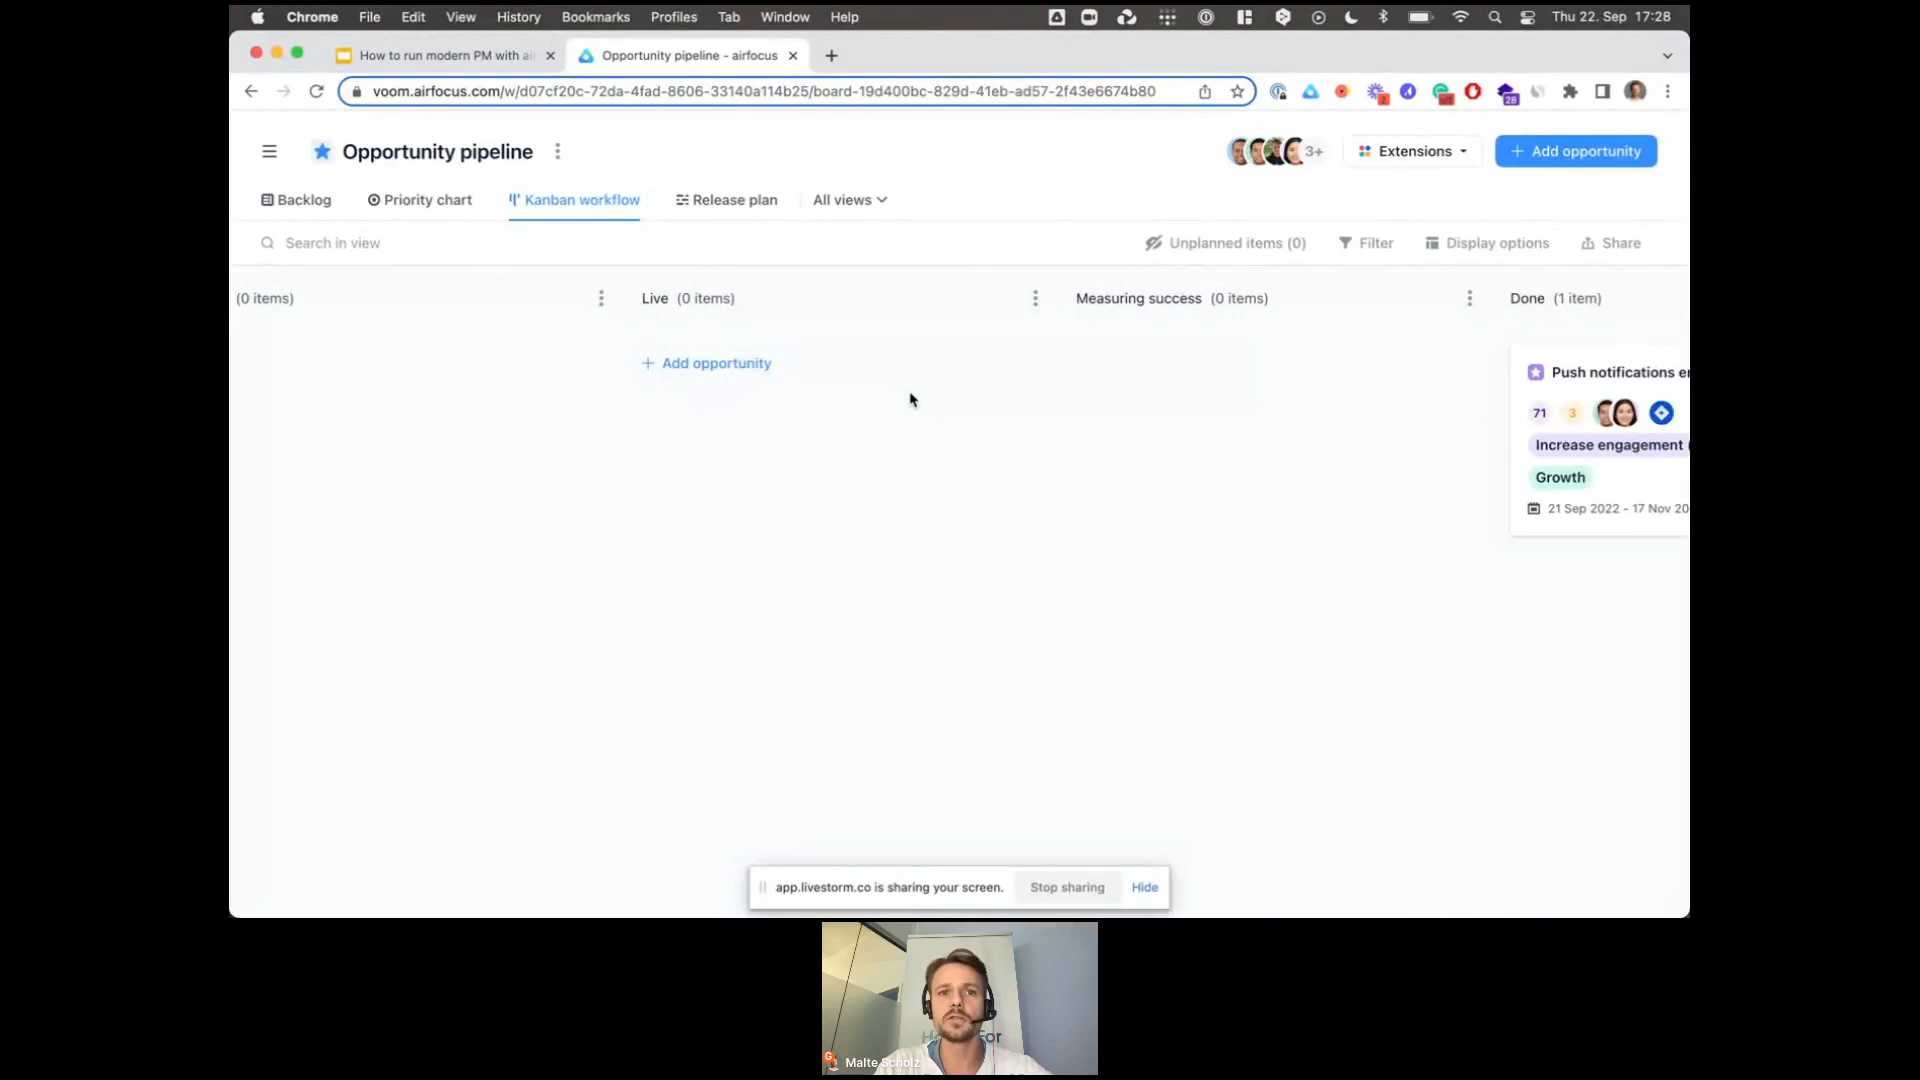 Chrome File Edit View History Bookmarks Profiles Tab Window Help Thu 22. Sep 17:28
How to run modern PM with ai
Opportunity pipeline - airfocus
voom.airfocus.com/w/d07cf20c-72da-4fad-8606-33140a114b25/board-19d400bc-829d-41eb-ad57-2f43e6674b80
2
28
Opportunity pipeline
3+
Extensions
+ Add opportunity
Backlog Priority chart Kanban workflow Release plan All views
Search in view
Unplanned items (0) Filter Display options Share
(0 items) Live (0 items) Measuring success (0 items) Done (1 item)
+ Add opportunity
Push notifications
71 3
Increase engagement
Growth
21 Sep 2022 - 17 Nov 20
app.livestorm.co is sharing your screen. Stop sharing Hide
For
G
Malte Scholz